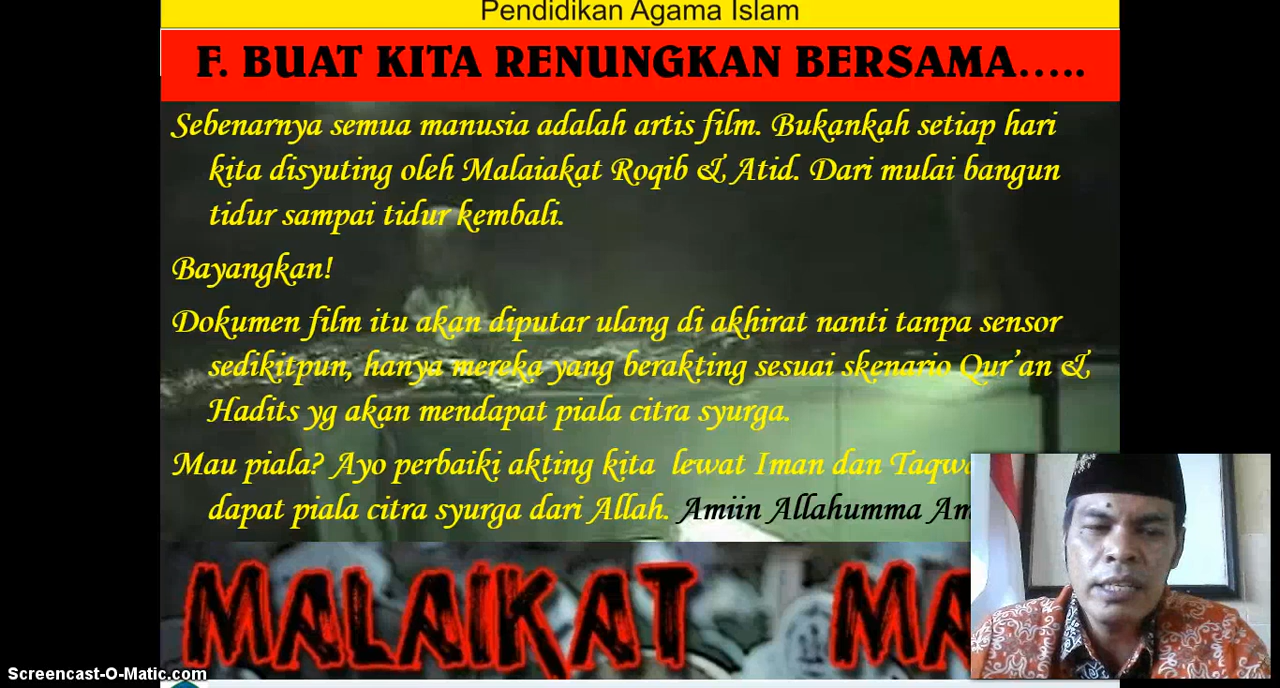 Pendidikan Agama Islam
F. BUAT KITA RENUNGKAN BERSAMA.....
Sebenarnya semua manusia adalah artis film. Bukankah setiap hari
kita disyuting oleh Malaiakat Roqib & Atid. Dari mulai bangun
tidur sampai tidur kembali.
Bayangkan!
Dokumen film itu akan diputar ulang di akhirat nanti tanpa sensor
sedikitpun, hanya mereka yang berakting sesuai skenario Qur'an &
Hadits yg akan mendapat piala citra syurga.
Mau piala? Ayo perbaiki akting kita lewat Iman dan Taqwa
dapat piala citra syurga dari Allah. Amiin Allahumma Am
MALAIKAT MA
Screencast-O-Matic.com